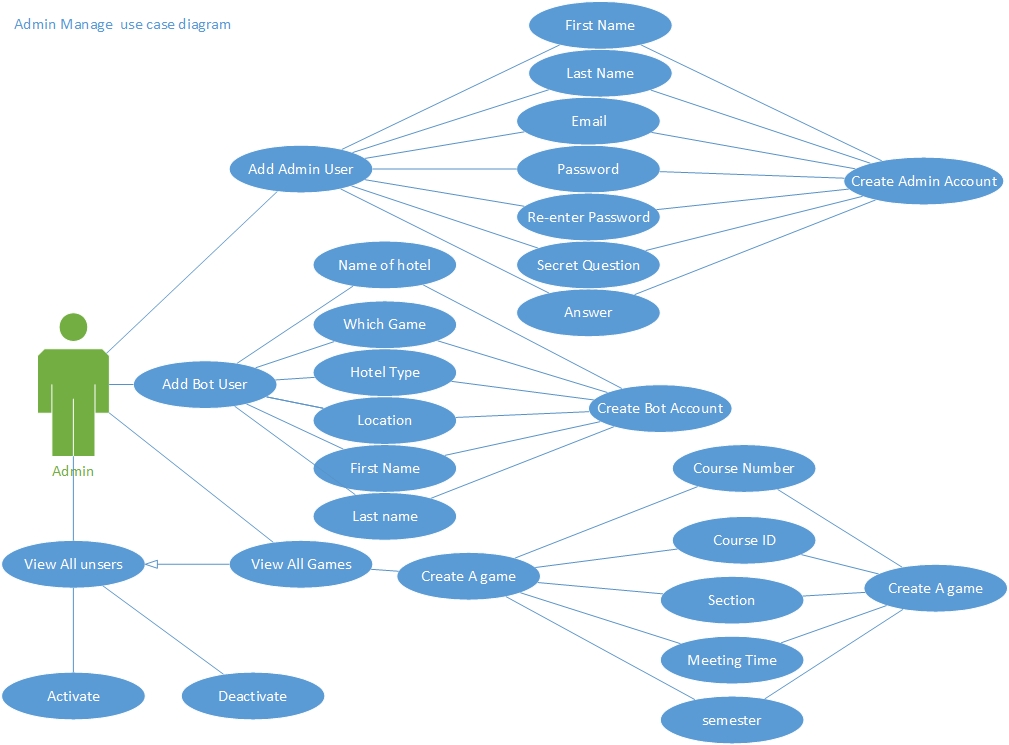 Admin Manage  use case diagram
First Name
Last Name
Email
Password
Re-enter Password
Secret Question
Answer
Add Admin User
Create Admin Account
Name of hotel
Which Game
Hotel Type
Location
First Name
Last name
Add Bot User
Create Bot Account
Admin
View All unsers
View All Games
Create A game
Course Number
Course ID
Section
Meeting Time
semester
Create A game
Activate
Deactivate